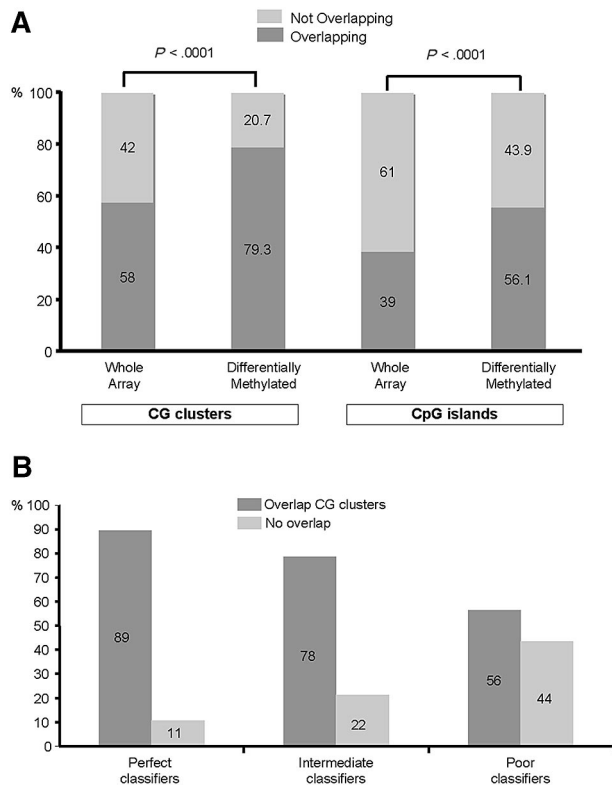 A
Not Overlapping
Overlapping
P < .0001
P < .0001
% 100
80
60
40
20
0
42
58
20.7
79.3
61
39
43.9
56.1
Whole
Array
Differentially
Methylated
Whole
Array
Differentially
Methylated
CG clusters
CpG islands
B
Overlap CG clusters
No overlap
% 100
90
80
70
60
50
40
30
20
10
0
89
11
78
22
56
44
Perfect
classifiers
Intermediate
classifiers
Poor
classifiers